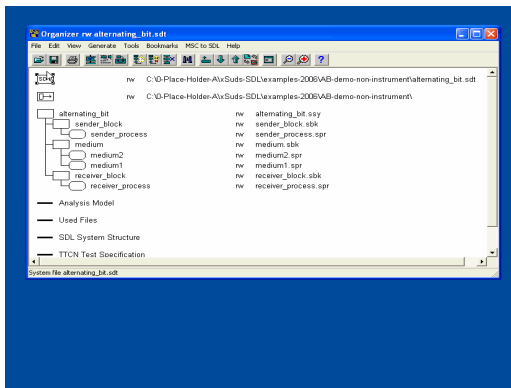 Organizer rw alternating_bit.sdt
File Edit View Generate Tools Bookmarks MSC to SDL Help
SDL rw C:\0-Place-Holder-A\xSuds-SDL\examples-2006\AB-demo-non-instrument\alternating_bit.sdt
rw C:\0-Place-Holder-A\xSuds-SDL\examples-2006\AB-demo-non-instrument\
alternating_bit rw alternating_bit.ssy
sender_block rw sender_block.sbk
sender_process rw sender_process.spr
medium rw medium.sbk
medium2 rw medium2.spr
medium1 rw medium1.spr
receiver_block rw receiver_block.sbk
receiver_process rw receiver_process.spr
Analysis Model
Used Files
SDL System Structure
TTCN Test Specification
System file alternating_bit.sdt